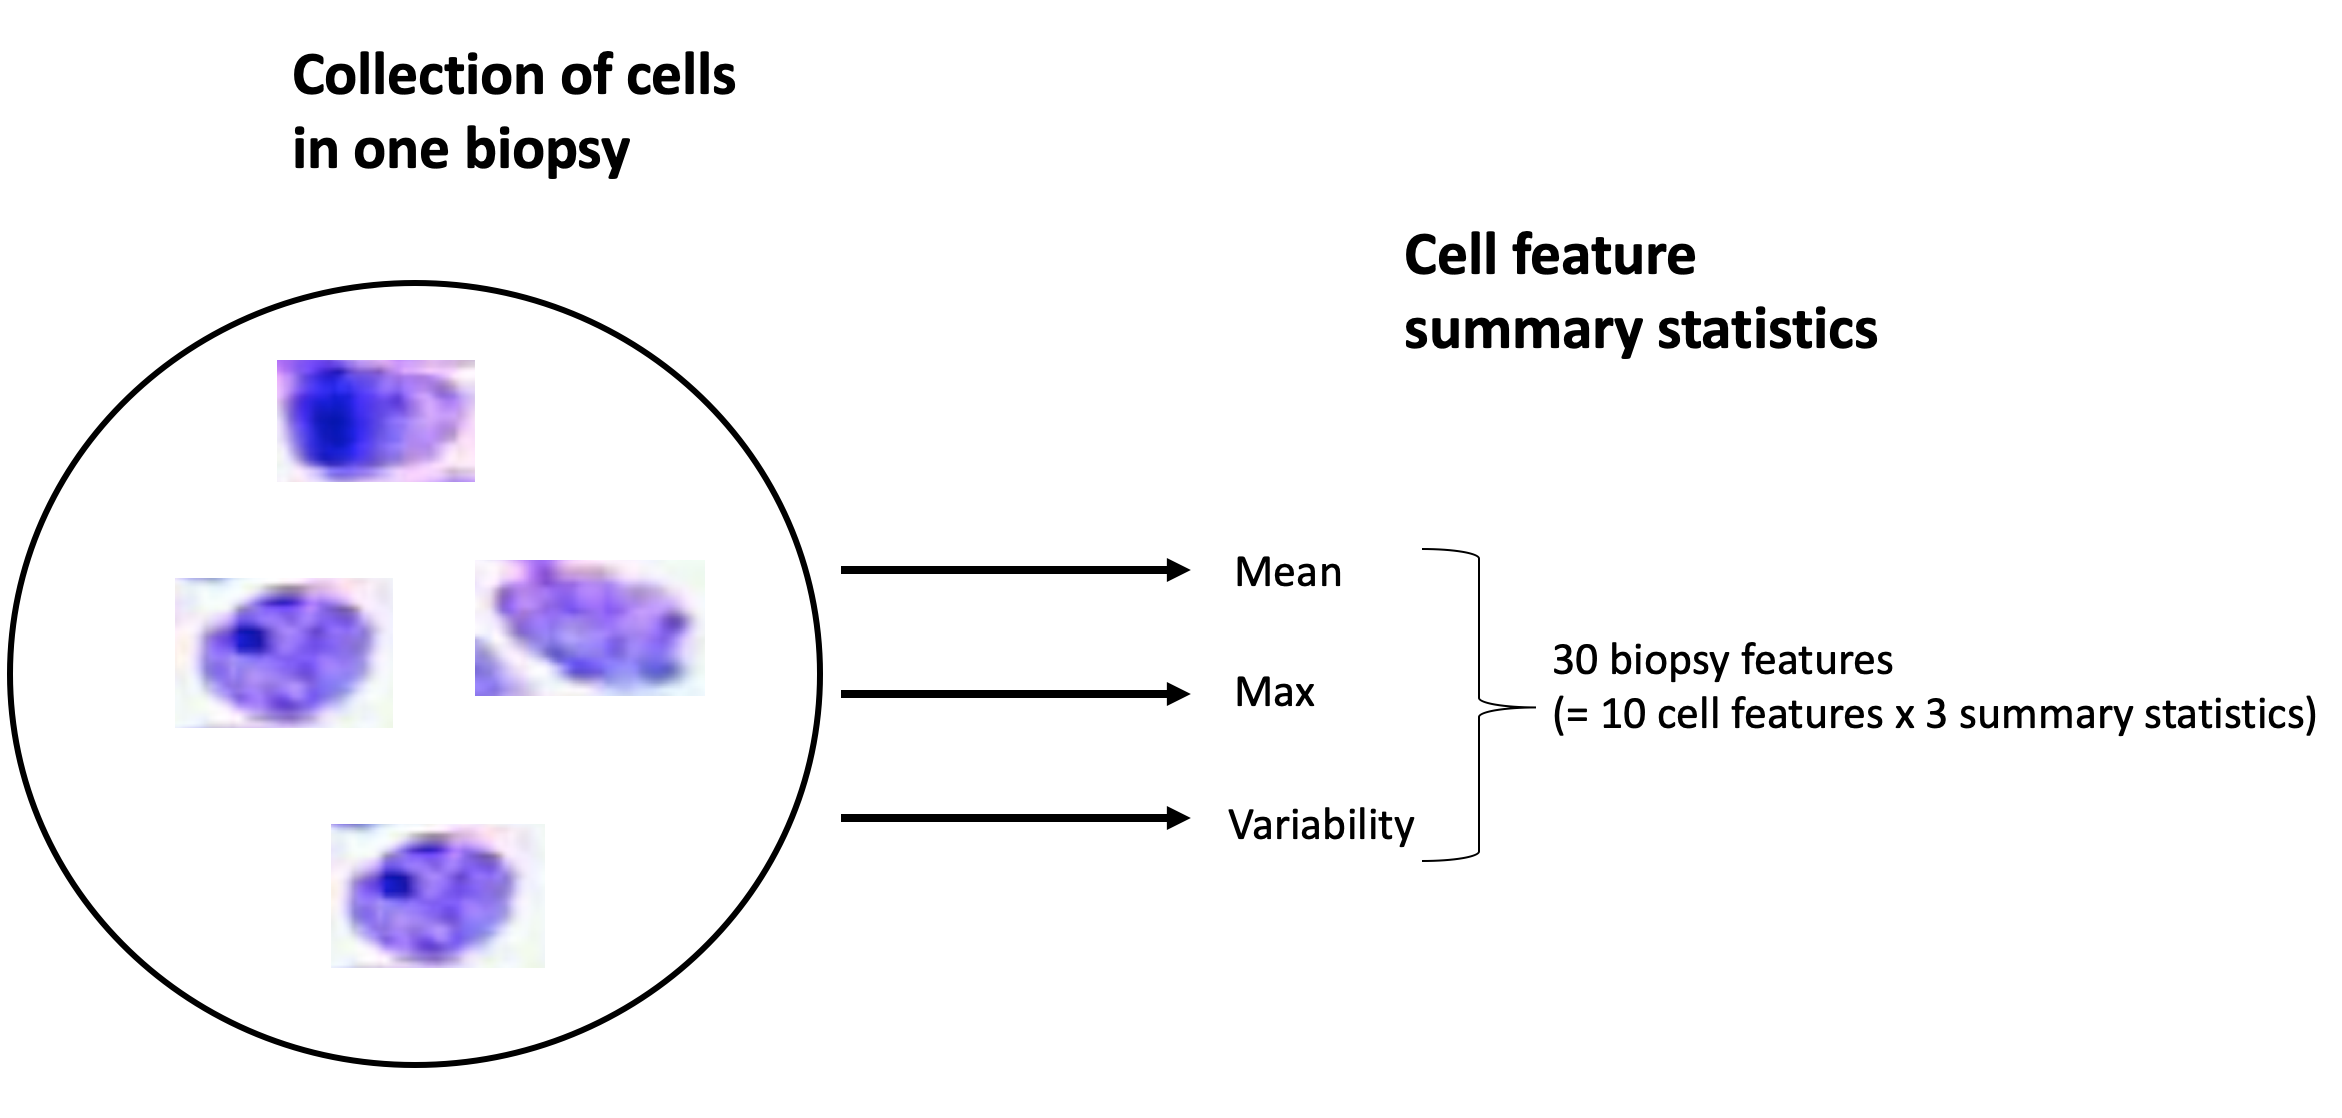 Collection of cells
in one biopsy
Cell feature
summary statistics
Mean
Max
Variability
30 biopsy features
(= 10 cell features x 3 summary statistics)